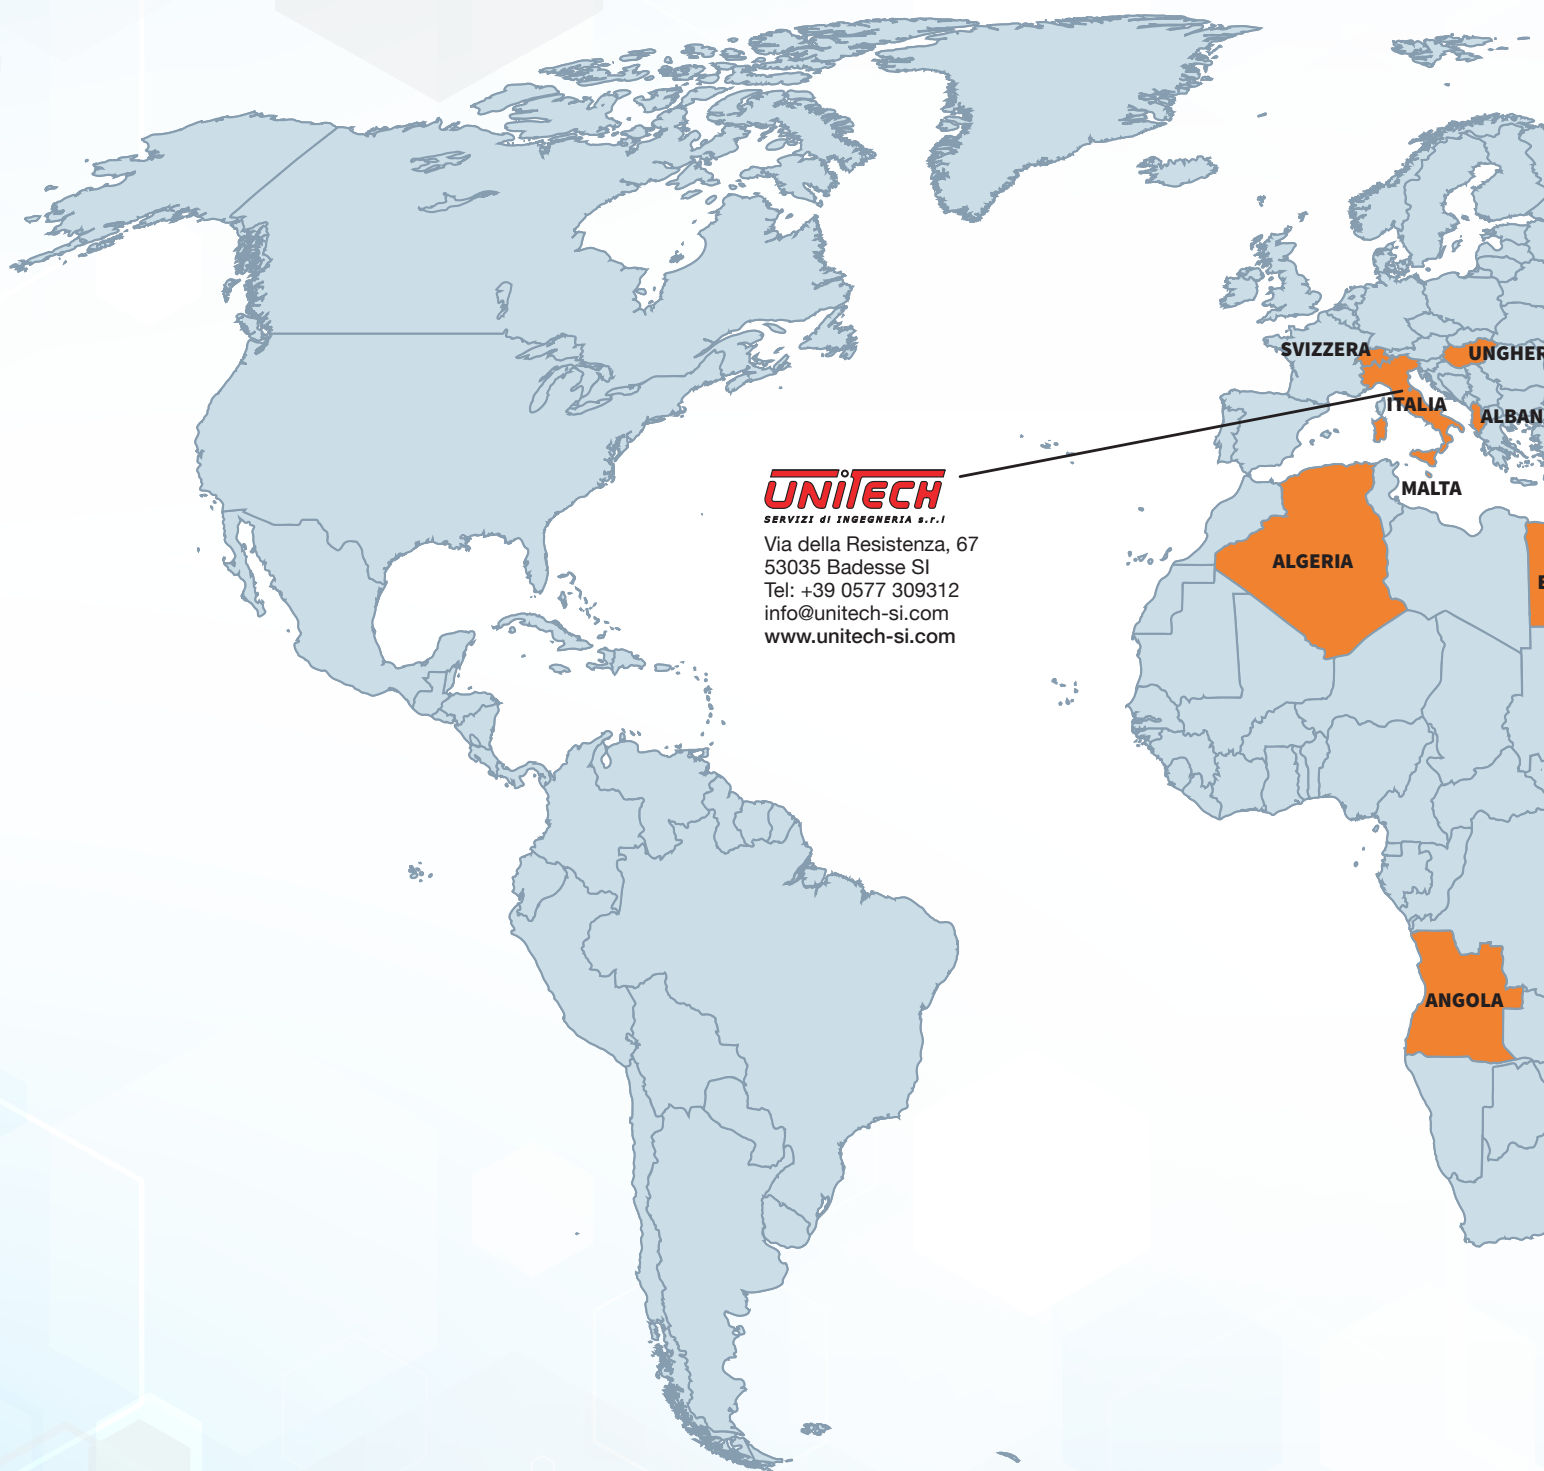 SVIZZERA
UNGHER
ITALIA
ALBAN
MALTA
UNITECH
SERVIZI di INGEGNERIA s.r.l
Via della Resistenza, 67
53035 Badesse SI
Tel: +39 0577 309312
info@unitech-si.com
www.unitech-si.com
ALGERIA
E
ANGOLA